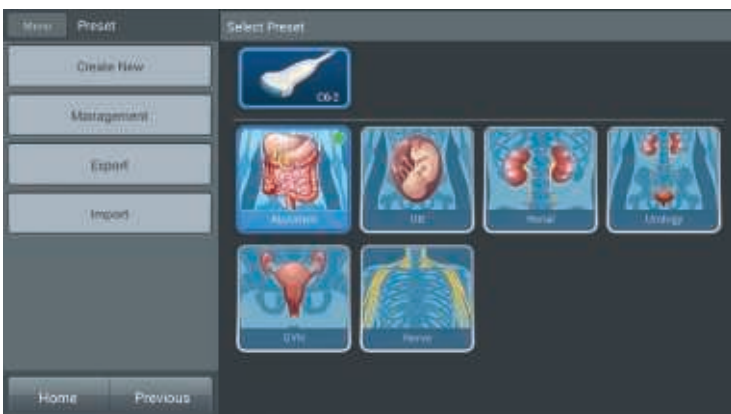 Menu Preset
Select Preset
Create New
Management
Export
Import
C6-2
Abdomen
OB
Renal
Urology
GYN
Nerve
Home
Previous